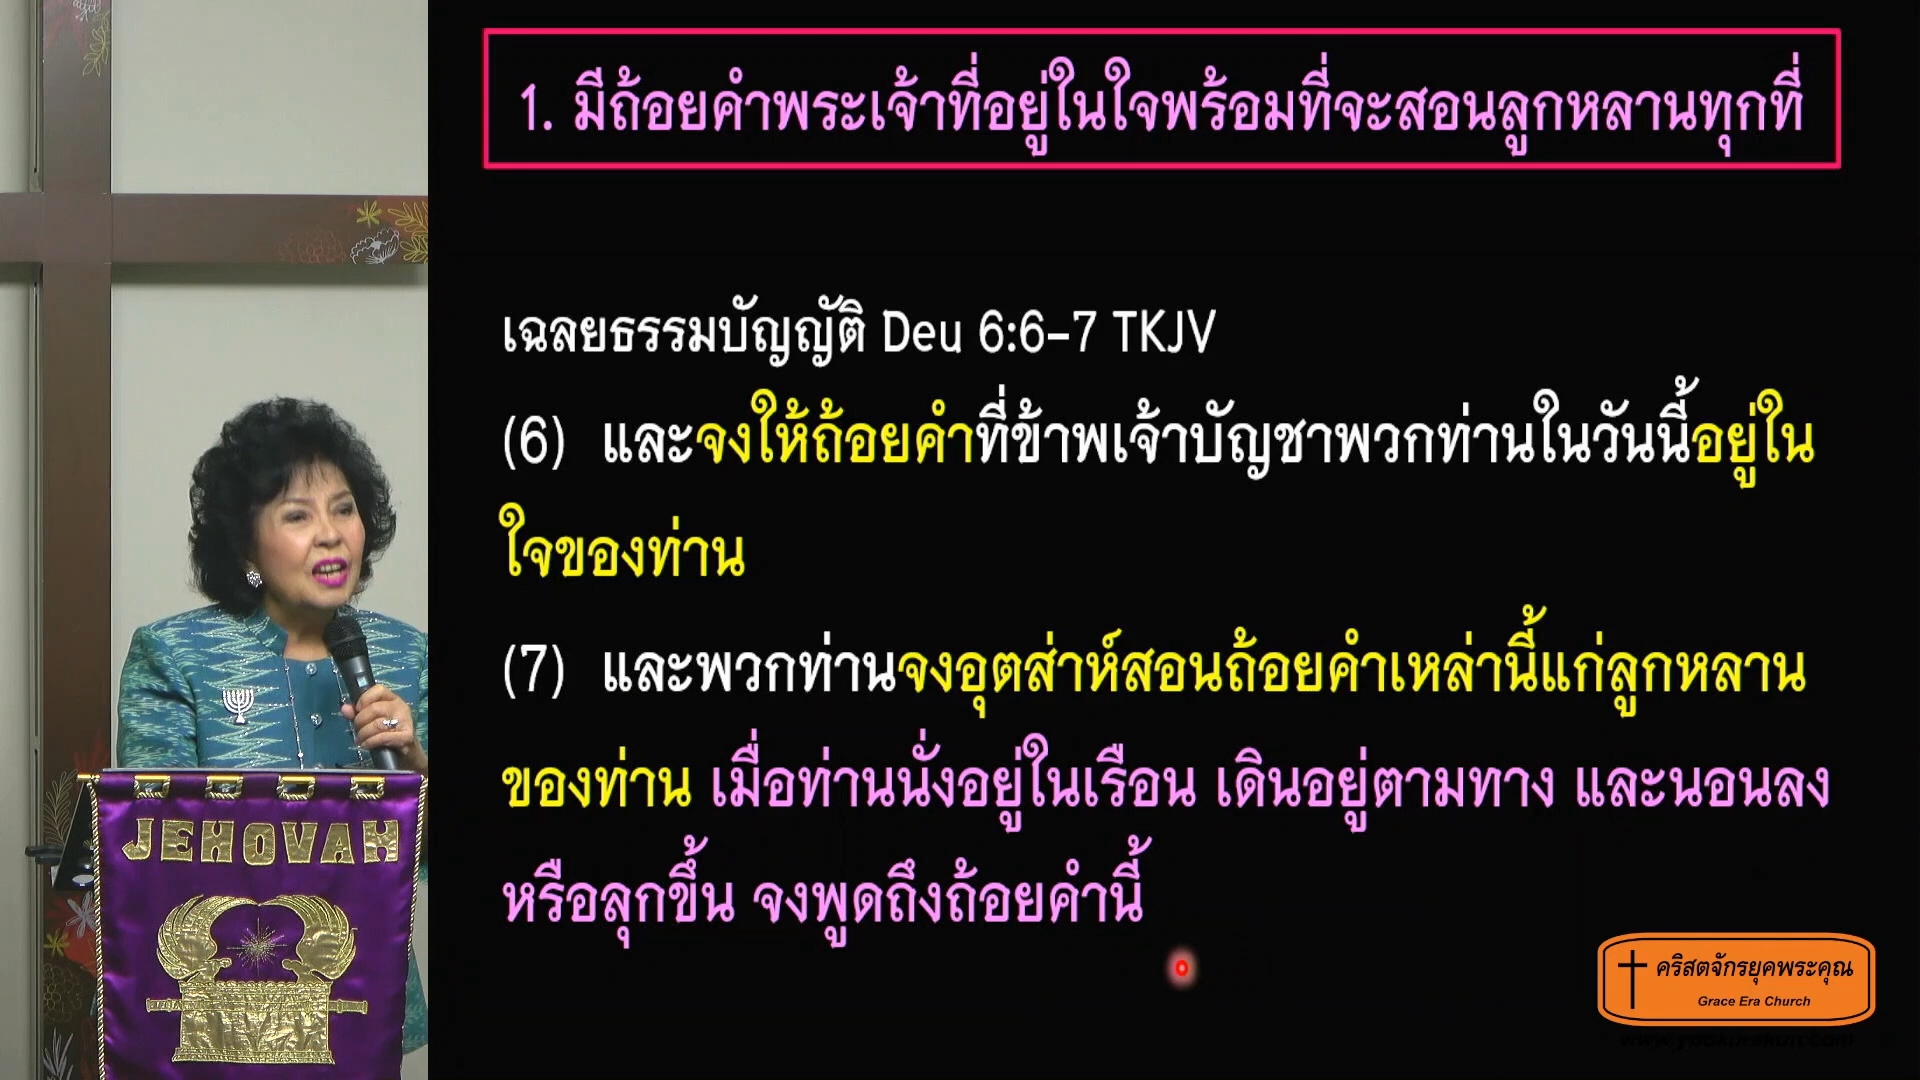 1. มีถ้อยคำพระเจ้าที่อยู่ในใจพร้อมที่จะสอนลูกหลานทุกที่
เฉลยธรรมบัญญัติ Deu 6:6-7 TKJV
(6) และจงให้ถ้อยคำที่ข้าพเจ้าบัญชาพวกท่านในวันนี้อยู่ใน
ใจของท่าน
(7) และพวกท่านจงอุตส่าห์สอนถ้อยคำเหล่านี้แก่ลูกหลาน
ของท่าน เมื่อท่านนั่งอยู่ในเรือน เดินอยู่ตามทาง และนอนลง
หรือลุกขึ้น จงพูดถึงถ้อยคำนี้
JEHOVAH
คริสตจักรยุคพระคุณ
Grace Era Church